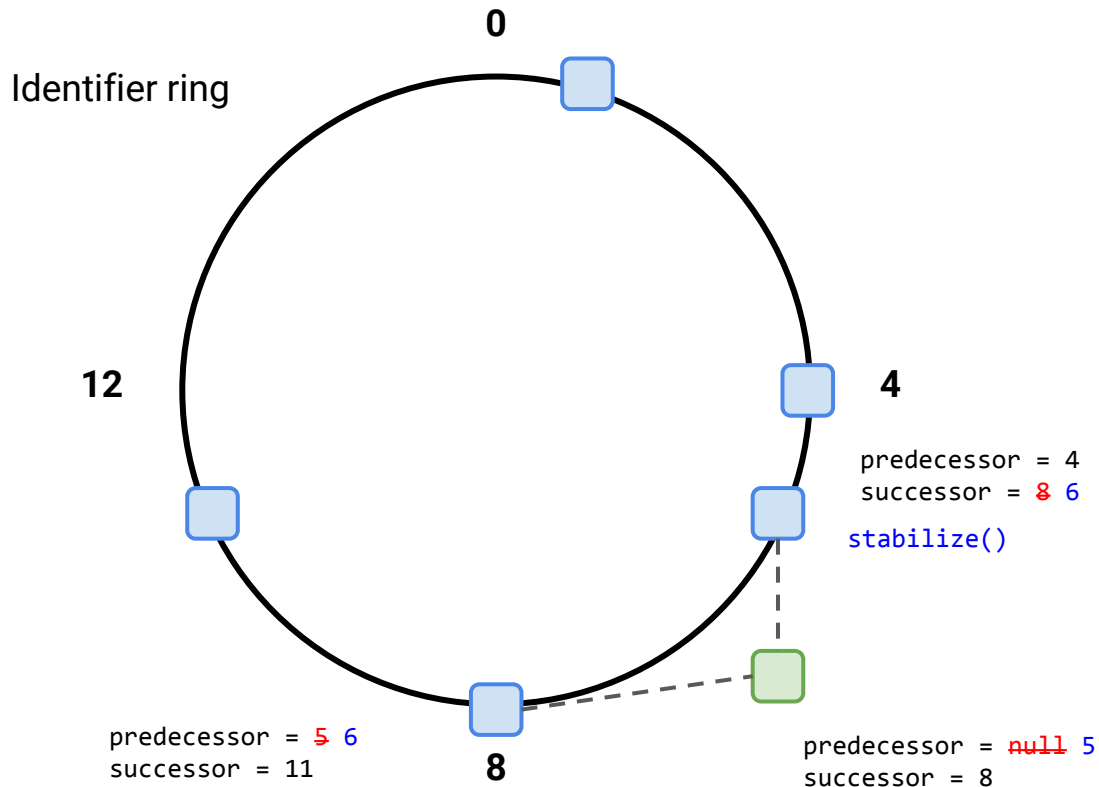 0
Identifier ring
12
4
predecessor = 4
successor = 8 6
stabilize()
predecessor = 5 6
successor = 11
8
predecessor = null 5
successor = 8